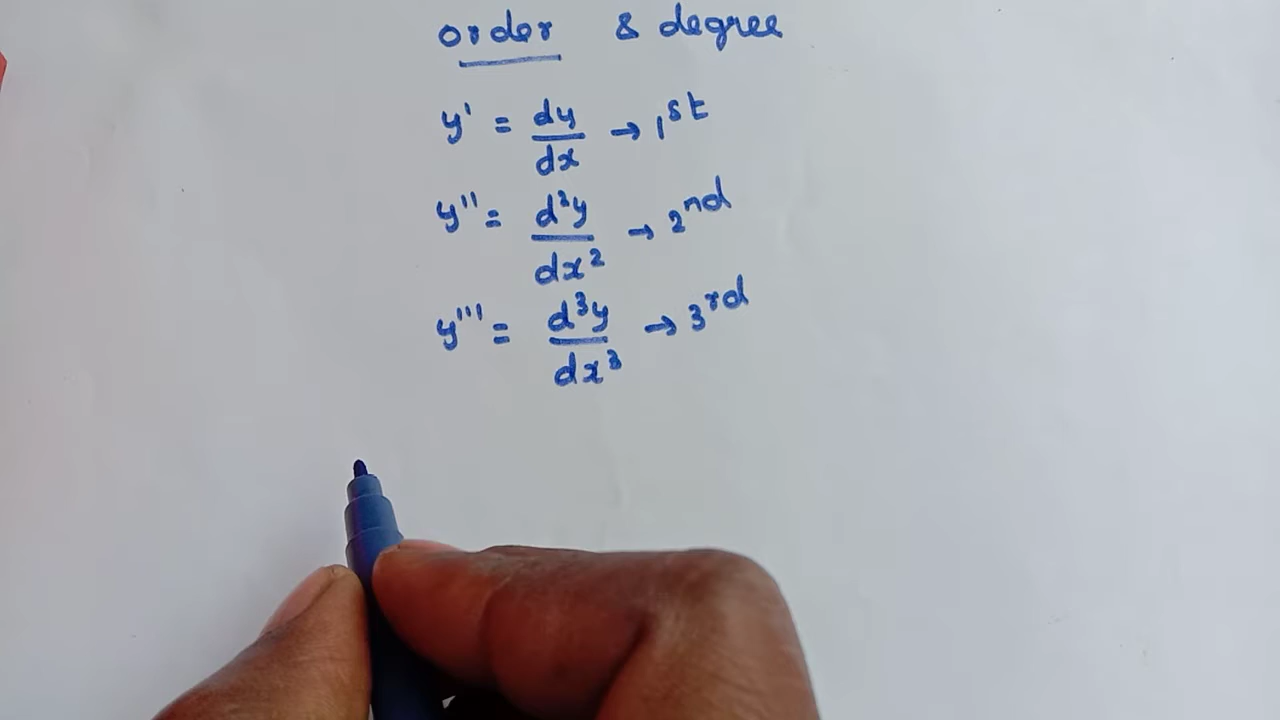 order & degree
y' = dy/dx → 1st
y'' = d²y/dx² → 2nd
y''' = d³y/dx³ → 3rd